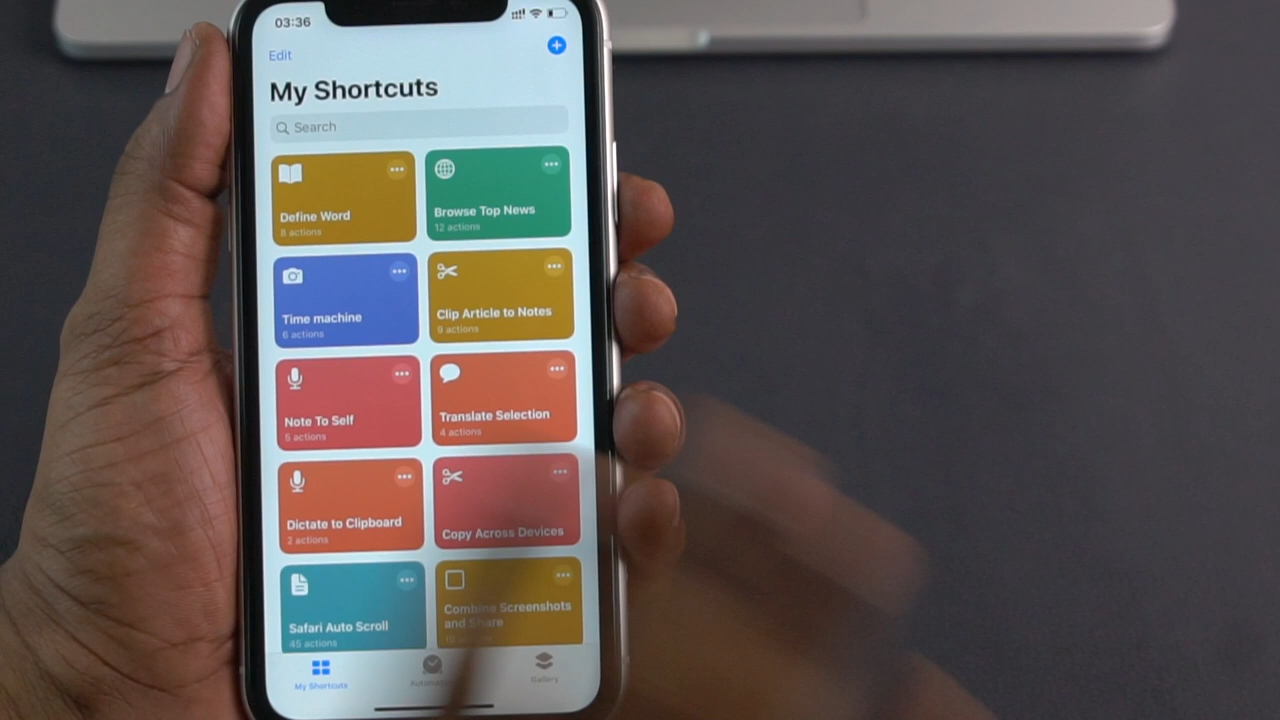 03:36
Edit
My Shortcuts
Search
Define Word
8 actions
Browse Top News
12 actions
Time machine
6 actions
Clip Article to Notes
9 actions
Note To Self
5 actions
Translate Selection
4 actions
Dictate to Clipboard
2 actions
Copy Across Devices
Safari Auto Scroll
45 actions
Combine Screenshots
and Share
My Shortcuts
Gallery